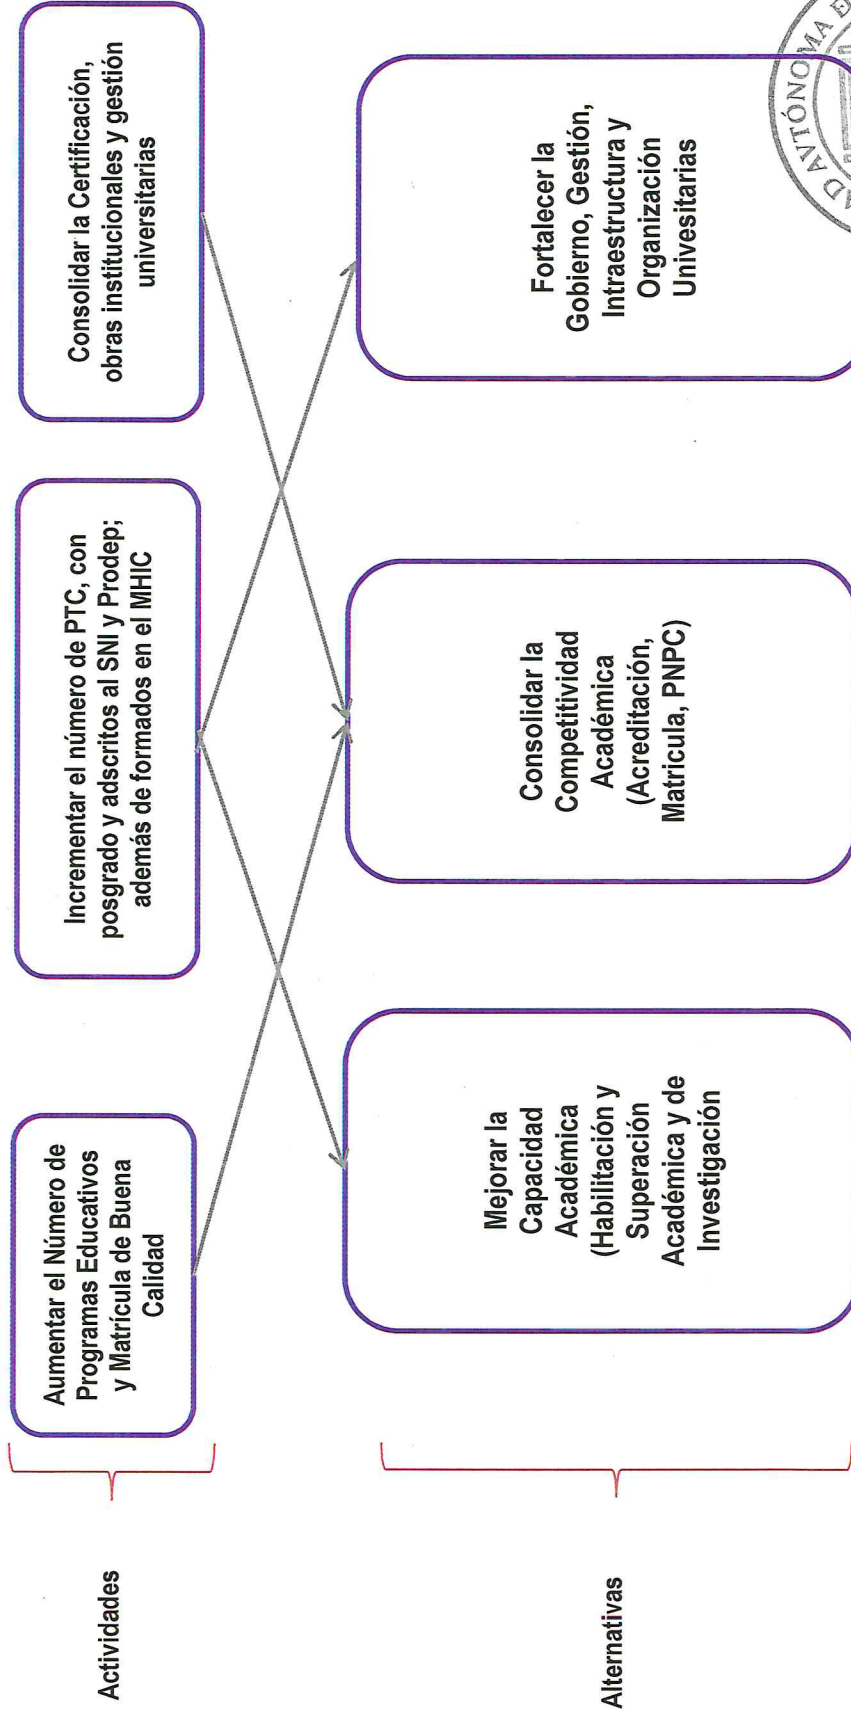 Actividades
Aumentar el Número de
Programas Educativos
y Matrícula de Buena
Calidad
Incrementar el número de PTC, con
posgrado y adscritos al SNI y Prodep;
además de formados en el MHIC
Consolidar la Certificación,
obras institucionales y gestión
universitarias
Alternativas
Mejorar la
Capacidad
Académica
(Habilitación y
Superación
Académica y de
Investigación
Consolidar la
Competitividad
Académica
(Acreditación,
Matricula, PNPC)
Fortalecer la
Gobierno, Gestión,
Intraestructura y
Organización
Univesitarias
AD AVTÓNOMA